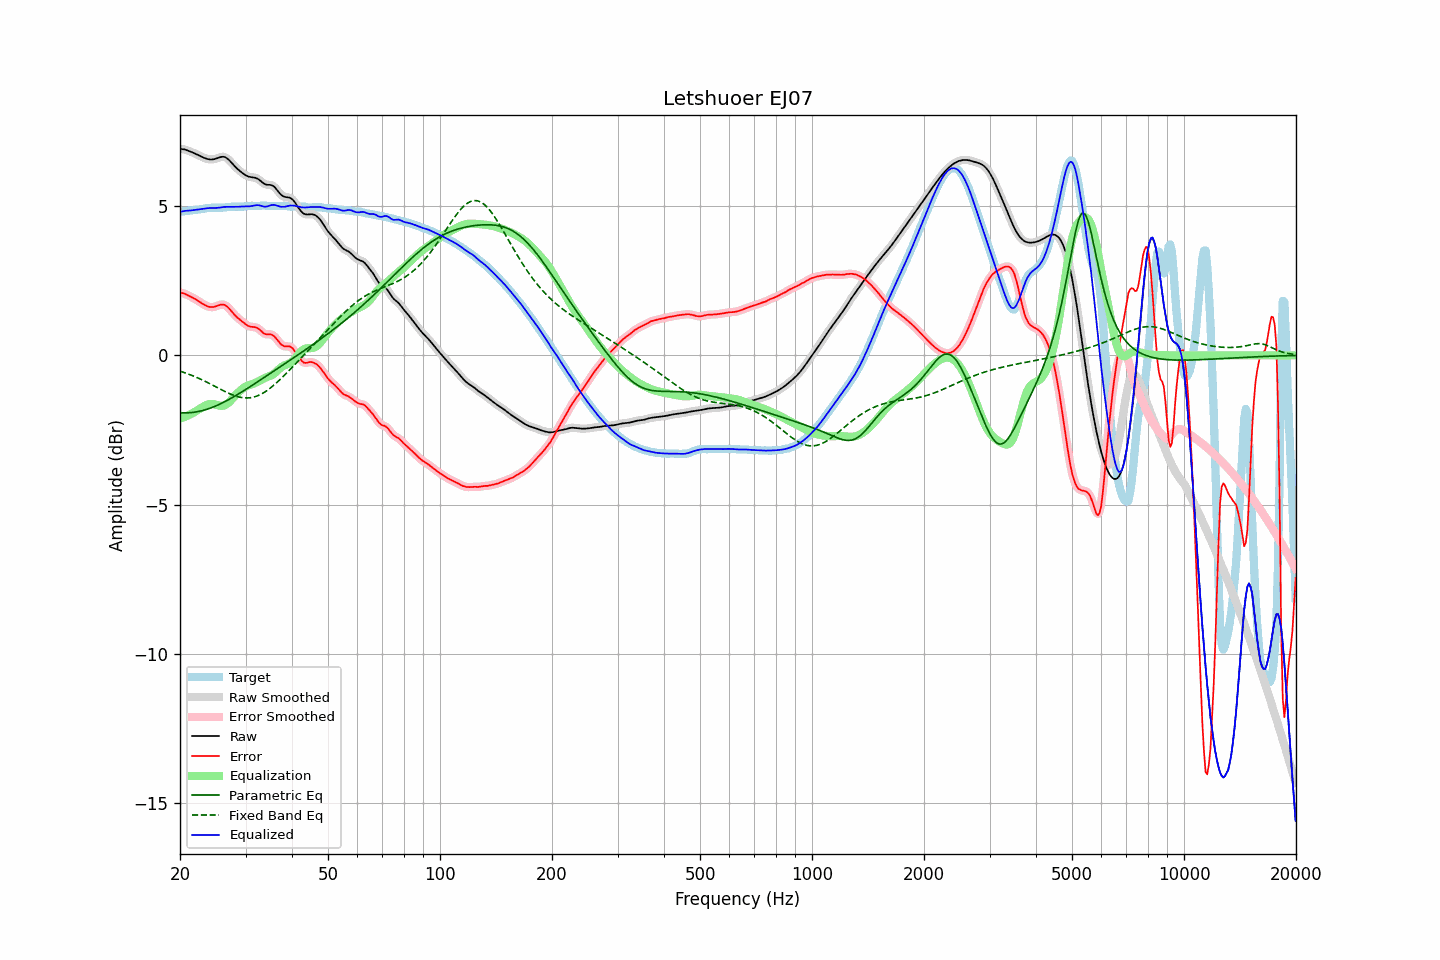 Letshuoer EJ07
5
0
−5
−10
−15
Amplitude (dBr)
Target
Raw Smoothed
Error Smoothed
Raw
Error
Equalization
Parametric Eq
Fixed Band Eq
Equalized
20 50 100 200 500 1000 2000 5000 10000 20000
Frequency (Hz)